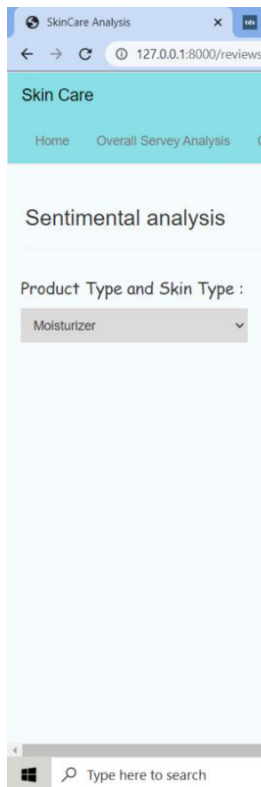 SkinCare Analysis
tds
127.0.0.1:8000/reviews
Skin Care
Home Overall Servey Analysis
Sentimental analysis
Product Type and Skin Type :
Moisturizer
Type here to search